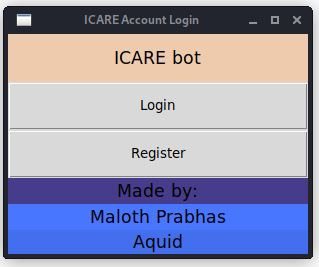 ICARE Account Login
ICARE bot
Login
Register
Made by:
Maloth Prabhas
Aquid